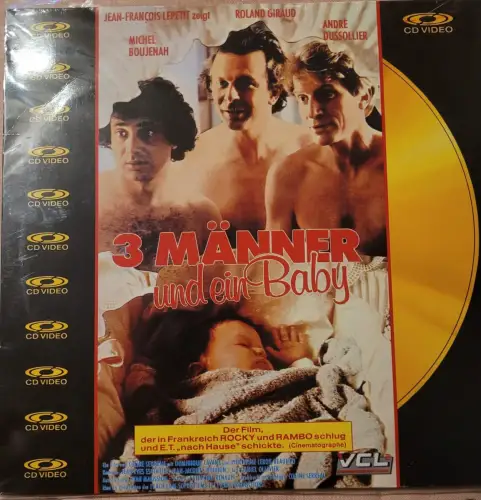 JEAN-FRANÇOIS LEPETIT zeigt
ROLAND GIRAUD
MICHEL
BOUJENAH
ANDRE
DUSSOLLIER
CD VIDEO
CD VIDEO
CD VIDEO
CD VIDEO
CD VIDEO
CD VIDEO
CD VIDEO
CD VIDEO
CD VIDEO
CD VIDEO
CD VIDEO
CD VIDEO
3 MÄNNER
und ein Baby
Der Film,
der in Frankreich ROCKY und RAMBO schlug
und E.T. „nach Hause" schickte. (Cinematographe)
VCL